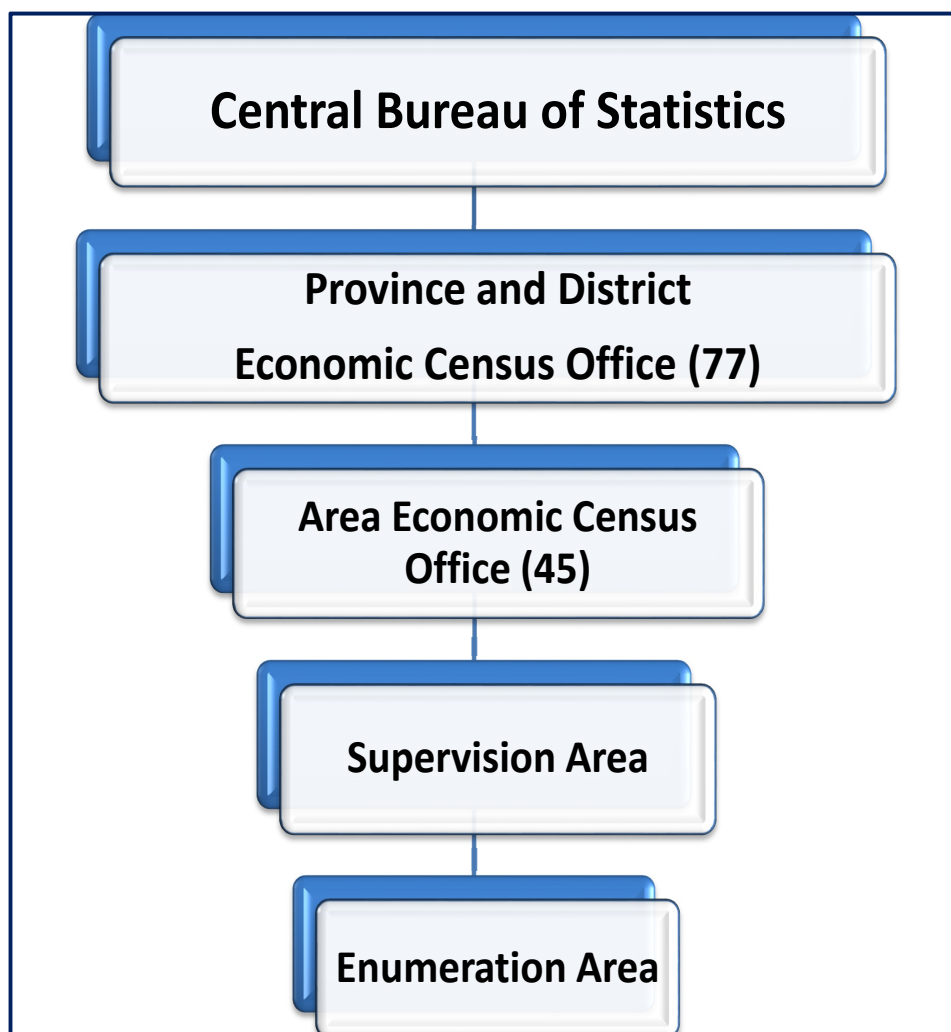 Central Bureau of Statistics
Province and District
Economic Census Office (77)
Area Economic Census
Office (45)
Supervision Area
Enumeration Area